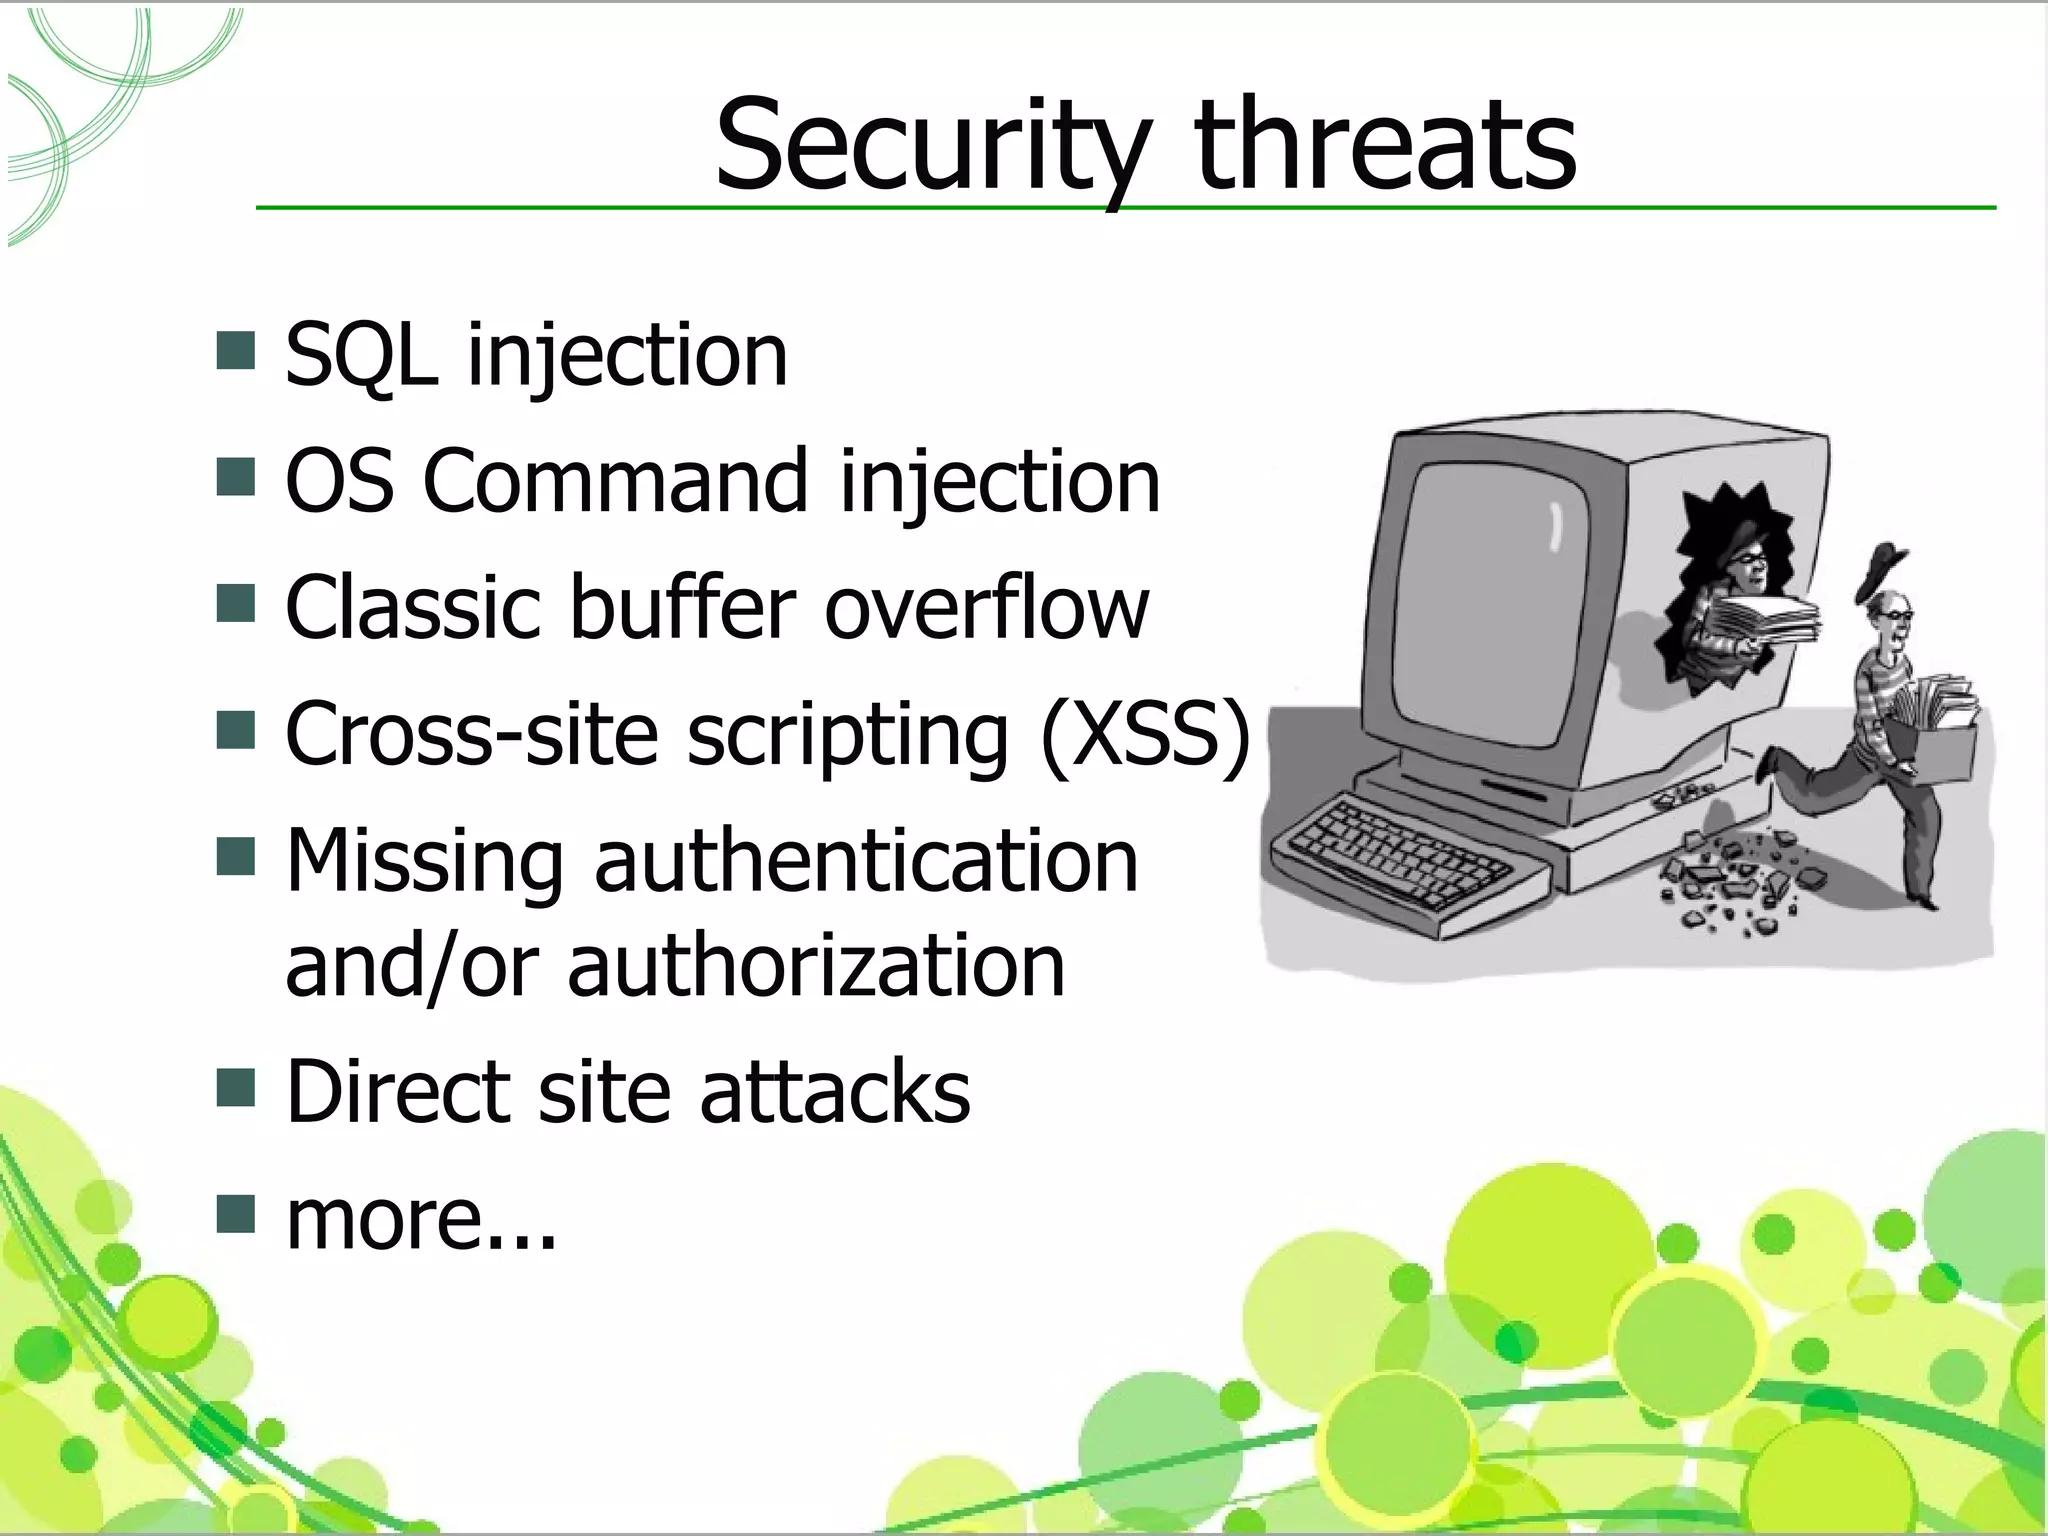 Security threats
SQL injection
OS Command injection
Classic buffer overflow
Cross-site scripting (XSS)
Missing authentication
and/or authorization
Direct site attacks
more...